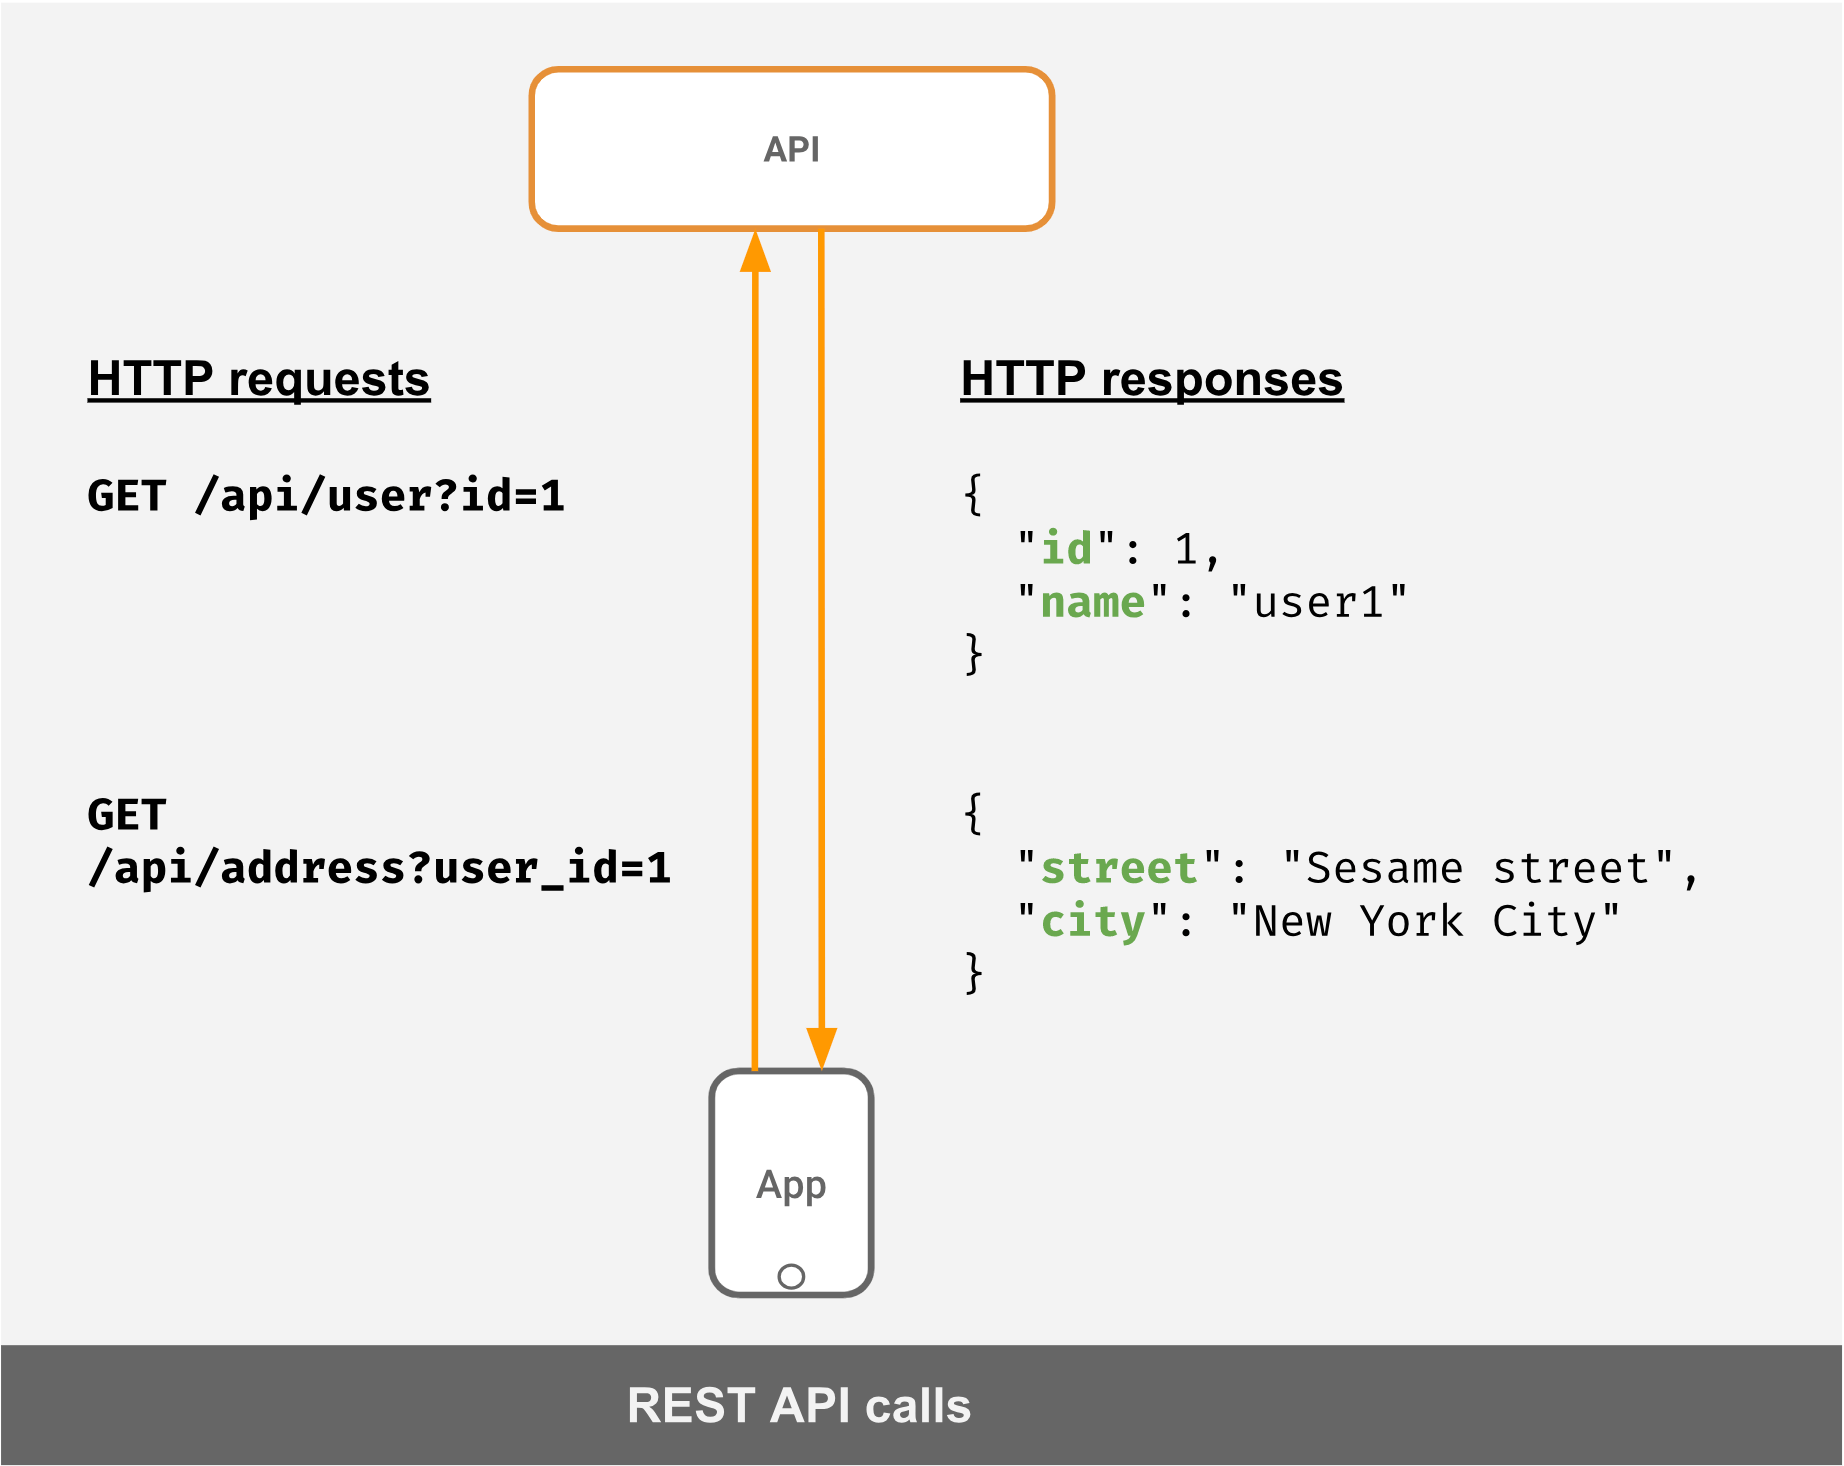 API
HTTP requests
GET /api/user?id=1
GET
/api/address?user_id=1
HTTP responses
{
"id": 1,
"name": "user1"
}
{
"street": "Sesame street",
"city": "New York City"
}
App
REST API calls